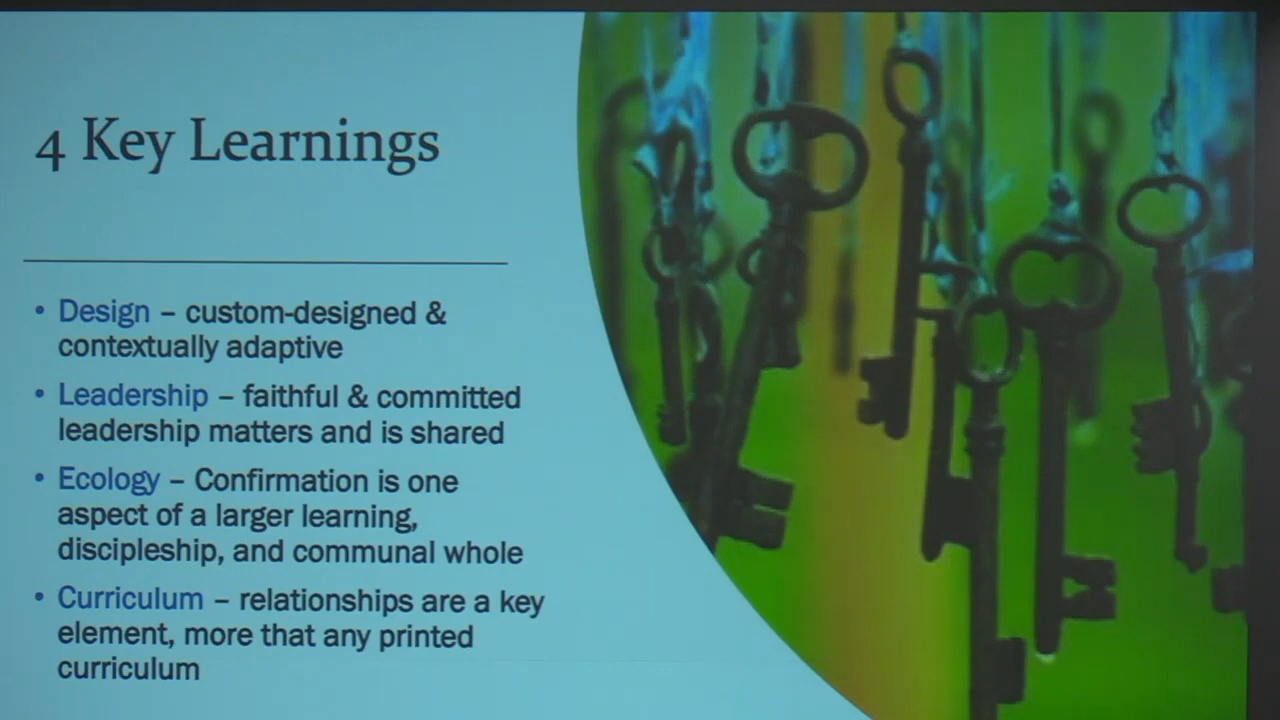 4 Key Learnings
• Design – custom-designed &
contextually adaptive
• Leadership – faithful & committed
leadership matters and is shared
• Ecology – Confirmation is one
aspect of a larger learning,
discipleship, and communal whole
• Curriculum – relationships are a key
element, more that any printed
curriculum